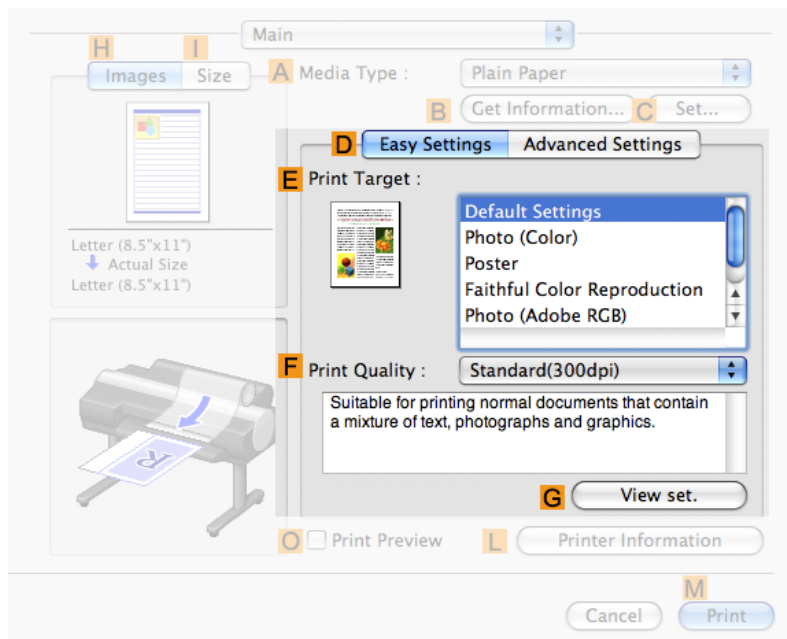 Main
H
I
Images
Size
A
Media Type :
Plain Paper
B
Get Information...
C
Set...
D
Easy Settings
Advanced Settings
E
Print Target :
Default Settings
Photo (Color)
Poster
Faithful Color Reproduction
Photo (Adobe RGB)
Letter (8.5"x11")
Actual Size
Letter (8.5"x11")
F
Print Quality :
Standard(300dpi)
Suitable for printing normal documents that contain
a mixture of text, photographs and graphics.
R
G
View set.
O
Print Preview
L
Printer Information
M
Cancel
Print